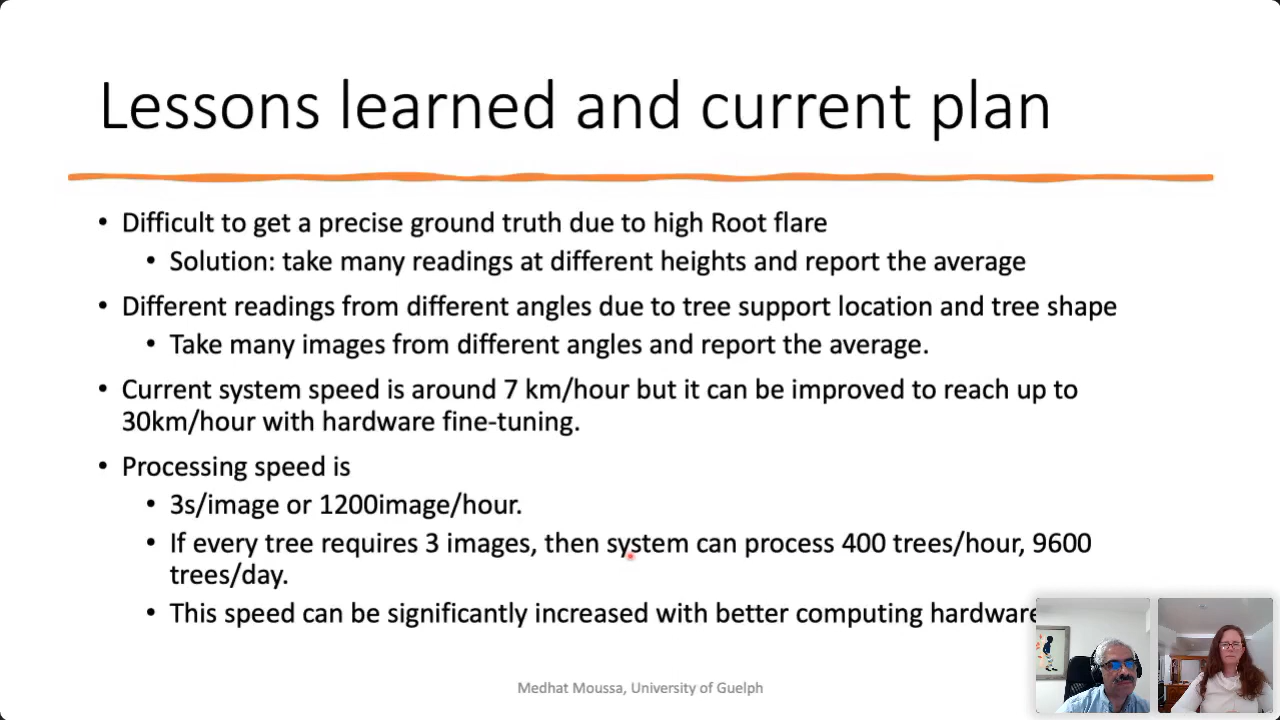 Lessons learned and current plan
• Difficult to get a precise ground truth due to high Root flare
• Solution: take many readings at different heights and report the average
• Different readings from different angles due to tree support location and tree shape
• Take many images from different angles and report the average.
• Current system speed is around 7 km/hour but it can be improved to reach up to
30km/hour with hardware fine-tuning.
• Processing speed is
• 3s/image or 1200image/hour.
• If every tree requires 3 images, then system can process 400 trees/hour, 9600
trees/day.
• This speed can be significantly increased with better computing hardware
Medhat Moussa, University of Guelph